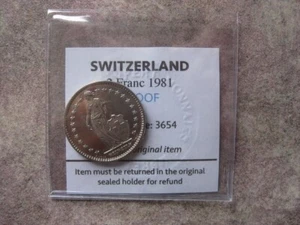 SWITZERLAND
Franc 1981
OOF
: 3654
original item
Item must be returned in the original
sealed holder for refund